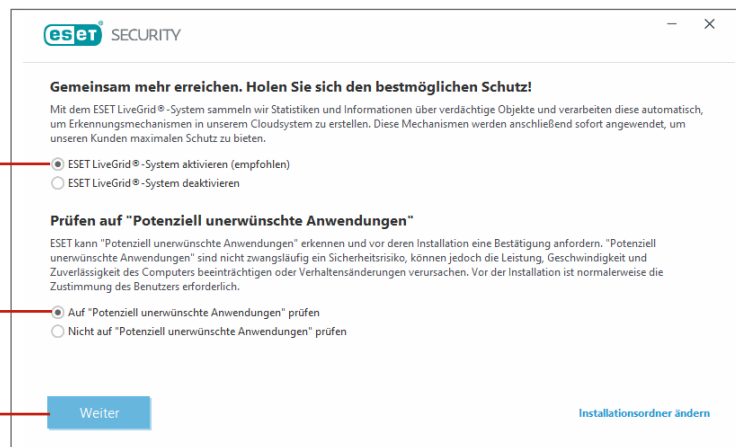 eset SECURITY
Gemeinsam mehr erreichen. Holen Sie sich den bestmöglichen Schutz!
Mit dem ESET LiveGrid®-System sammeln wir Statistiken und Informationen über verdächtige Objekte und verarbeiten diese automatisch,
um Erkennungsmechanismen in unserem Cloudsystem zu erstellen. Diese Mechanismen werden anschließend sofort angewendet, um
unseren Kunden maximalen Schutz zu bieten.
ESET LiveGrid®-System aktivieren (empfohlen)
ESET LiveGrid®-System deaktivieren
Prüfen auf "Potenziell unerwünschte Anwendungen"
ESET kann "Potenziell unerwünschte Anwendungen" erkennen und vor deren Installation eine Bestätigung anfordern. "Potenziell
unerwünschte Anwendungen" sind nicht zwangsläufig ein Sicherheitsrisiko, können jedoch die Leistung, Geschwindigkeit und
Zuverlässigkeit des Computers beeinträchtigen oder Verhaltensänderungen verursachen. Vor der Installation ist normalerweise die
Zustimmung des Benutzers erforderlich.
Auf "Potenziell unerwünschte Anwendungen" prüfen
Nicht auf "Potenziell unerwünschte Anwendungen" prüfen
Weiter
Installationsordner ändern